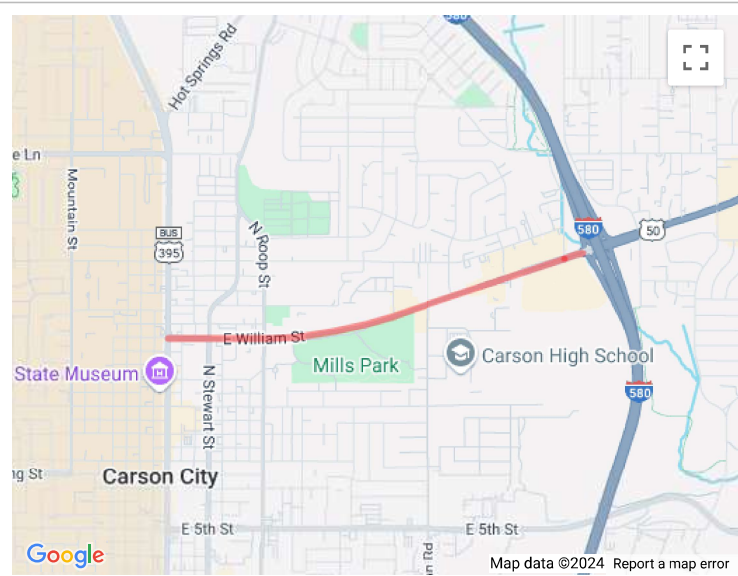 580
Hot Springs Rd
e Ln
Mountain St
N Roop St
BUS
395
580
50
E William St
State Museum
Mills Park
Carson High School
N Stewart St
580
ng St
Carson City
E 5th St
E 5th St
Rd
Google
Map data ©2024 Report a map error